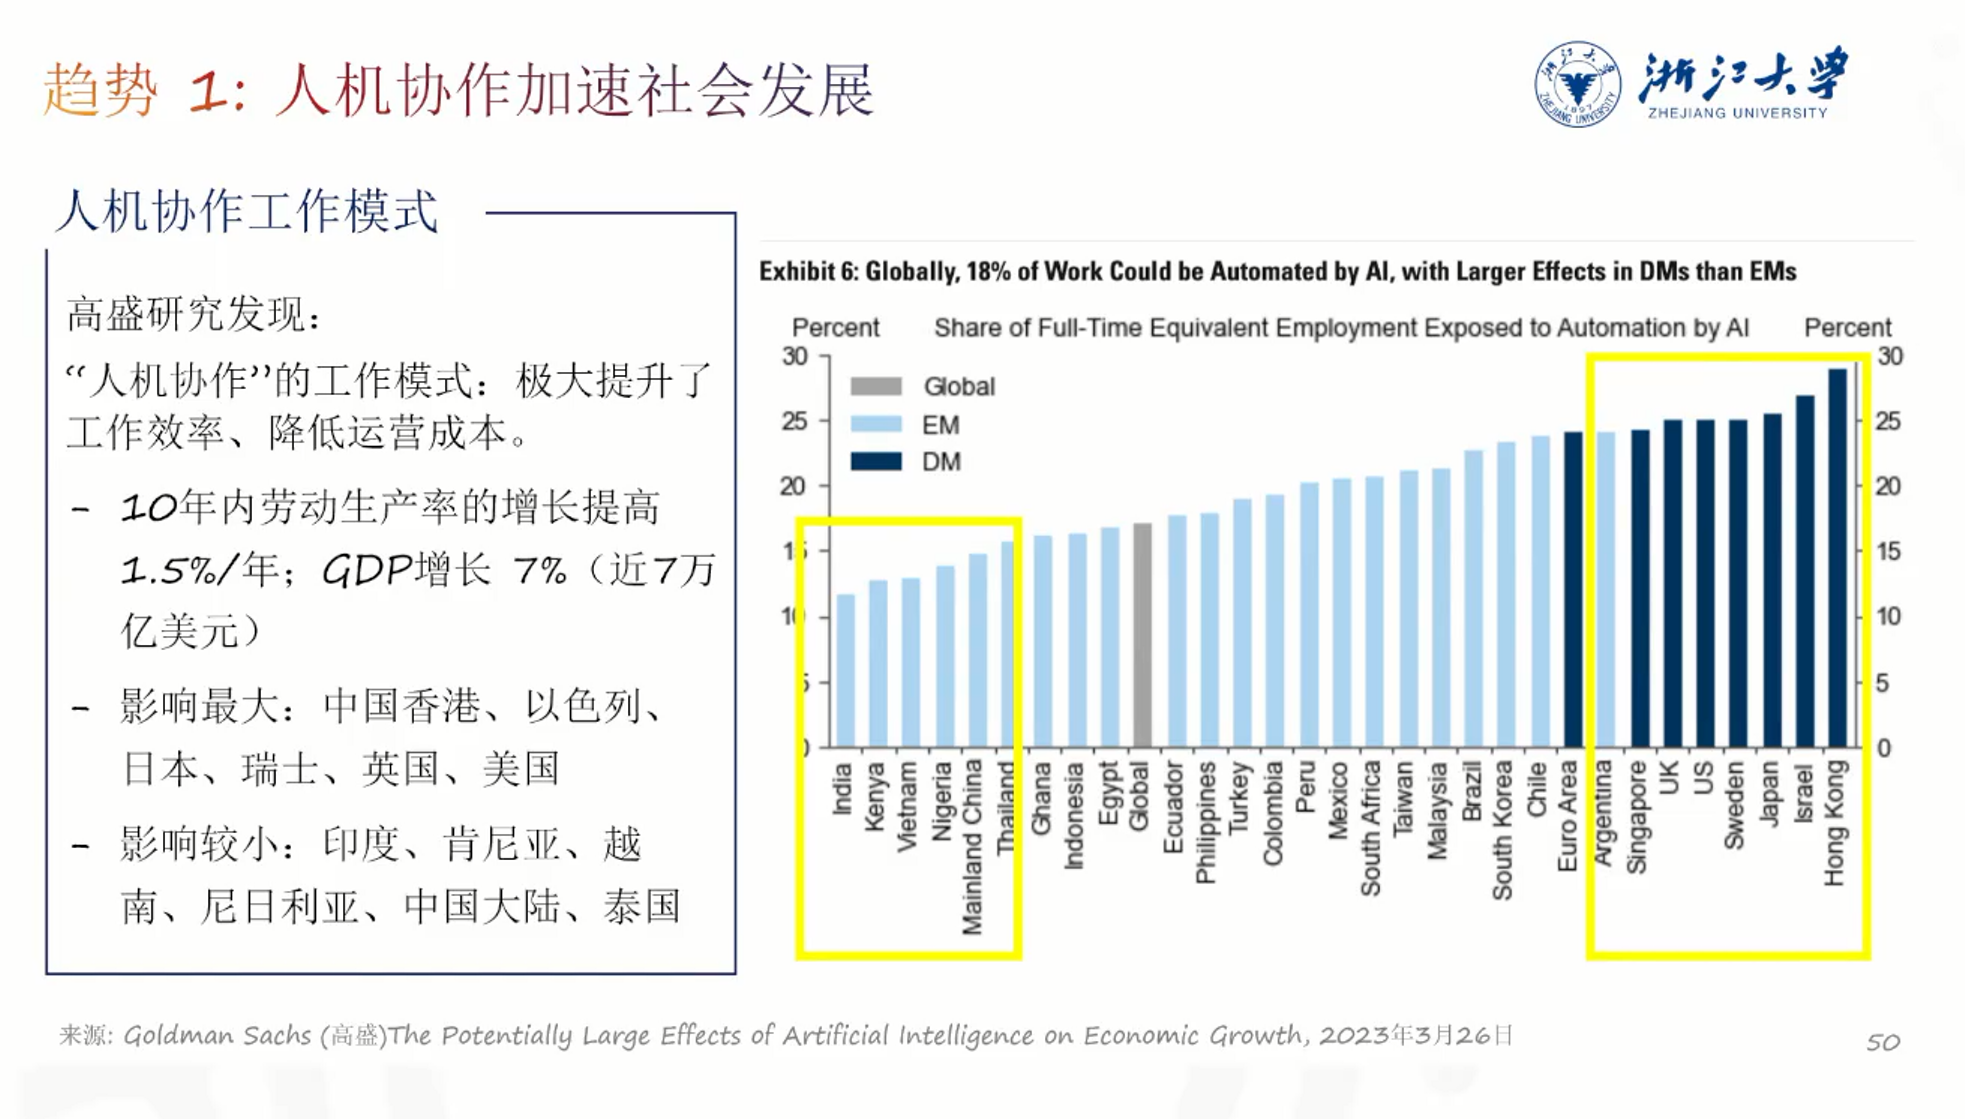 趋势 1: 人机协作加速社会发展
浙江大学
ZHEJIANG UNIVERSITY
人机协作工作模式
高盛研究发现：
“人机协作”的工作模式：极大提升了
工作效率、降低运营成本。
- 10年内劳动生产率的增长提高
1.5%/年；GDP增长 7%（近7万
亿美元）
- 影响最大：中国香港、以色列、
日本、瑞士、英国、美国
- 影响较小：印度、肯尼亚、越
南、尼日利亚、中国大陆、泰国
Exhibit 6: Globally, 18% of Work Could be Automated by AI, with Larger Effects in DMs than EMs
Percent
Share of Full-Time Equivalent Employment Exposed to Automation by AI
Percent
30
25
20
15
10
5
0
Global
EM
DM
30
25
20
15
10
5
0
India
Kenya
Vietnam
Nigeria
Mainland China
Thailand
Ghana
Indonesia
Egypt
Global
Ecuador
Philippines
Turkey
Colombia
Peru
Mexico
South Africa
Taiwan
Malaysia
Brazil
South Korea
Chile
Euro Area
Argentina
Singapore
UK
US
Sweden
Japan
Israel
Hong Kong
来源: Goldman Sachs (高盛)The Potentially Large Effects of Artificial Intelligence on Economic Growth, 2023年3月26日
50